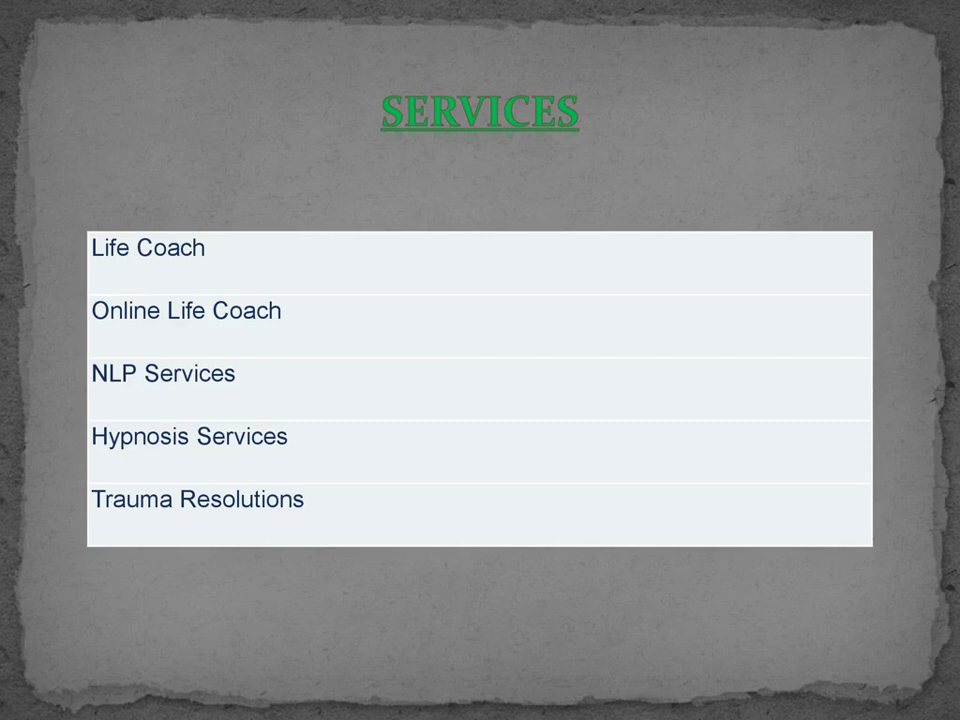 SERVICES
Life Coach
Online Life Coach
NLP Services
Hypnosis Services
Trauma Resolutions